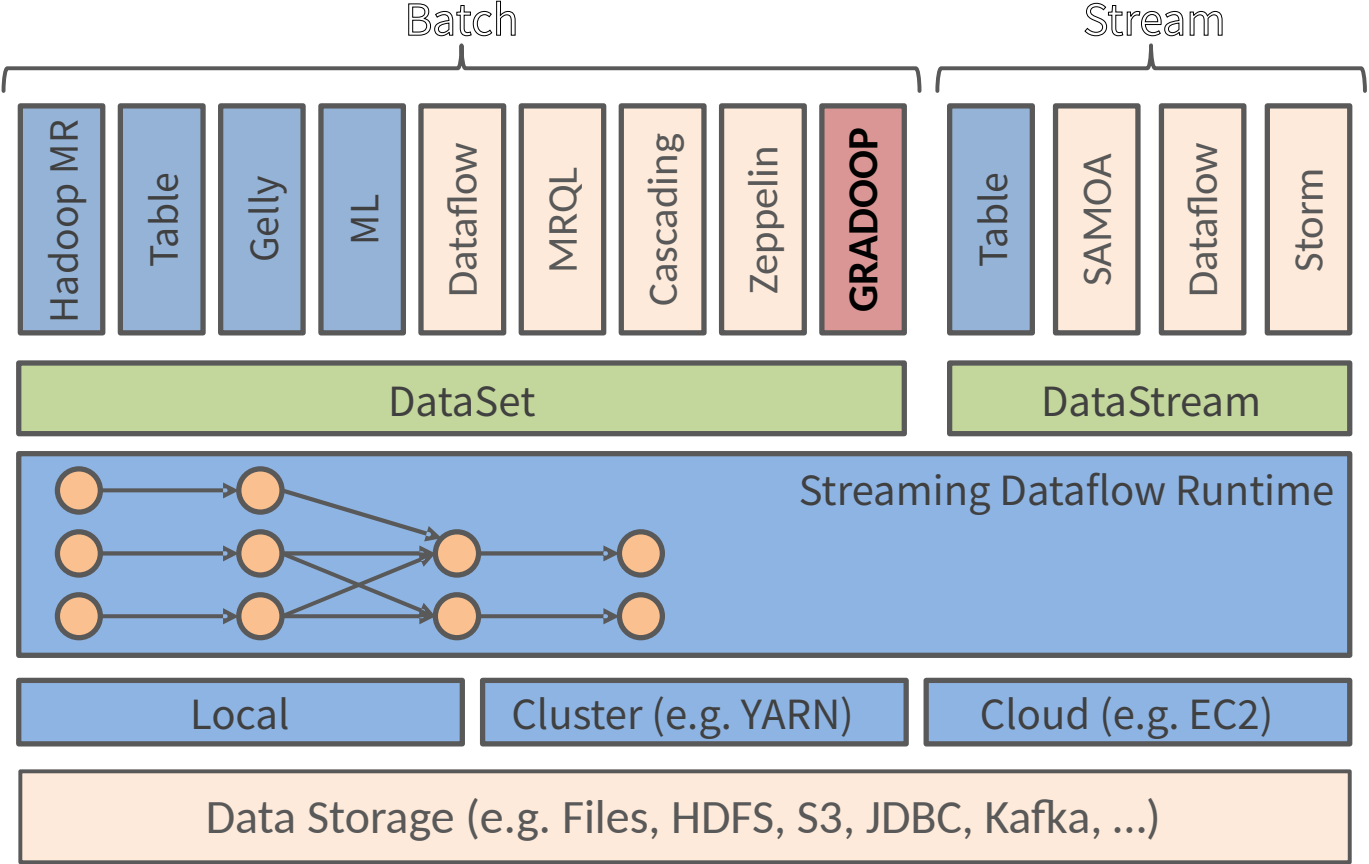 Batch
Stream
Hadoop MR
Table
Gelly
ML
Dataflow
MRQL
Cascading
Zeppelin
GRADOOP
Table
SAMOA
Dataflow
Storm
DataSet
DataStream
Streaming Dataflow Runtime
Local
Cluster (e.g. YARN)
Cloud (e.g. EC2)
Data Storage (e.g. Files, HDFS, S3, JDBC, Kafka, ...)